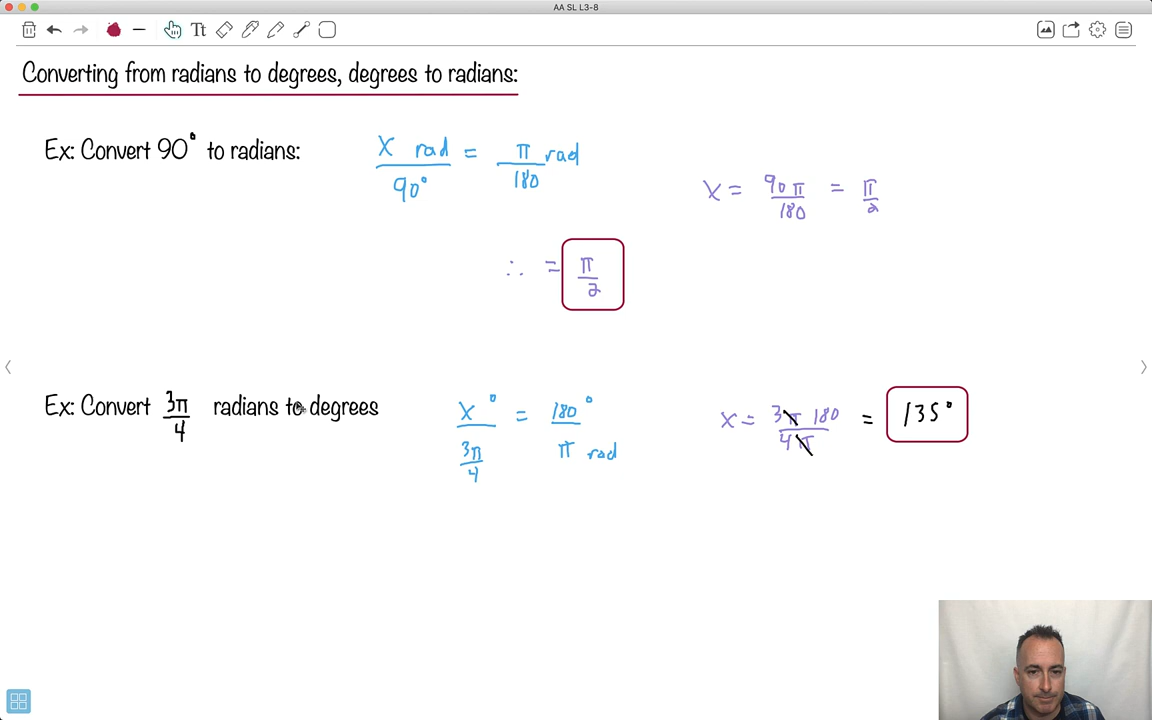 AA SL L3-8
Tt
Converting from radians to degrees, degrees to radians:
Ex: Convert 90° to radians:
x rad / 90° = π rad / 180
x = 90π / 180 = π / 2
∴ = π / 2
Ex: Convert 3π / 4 radians to degrees
x° / (3π / 4) = 180° / π rad
x = 3π 180 / 4π = 135°